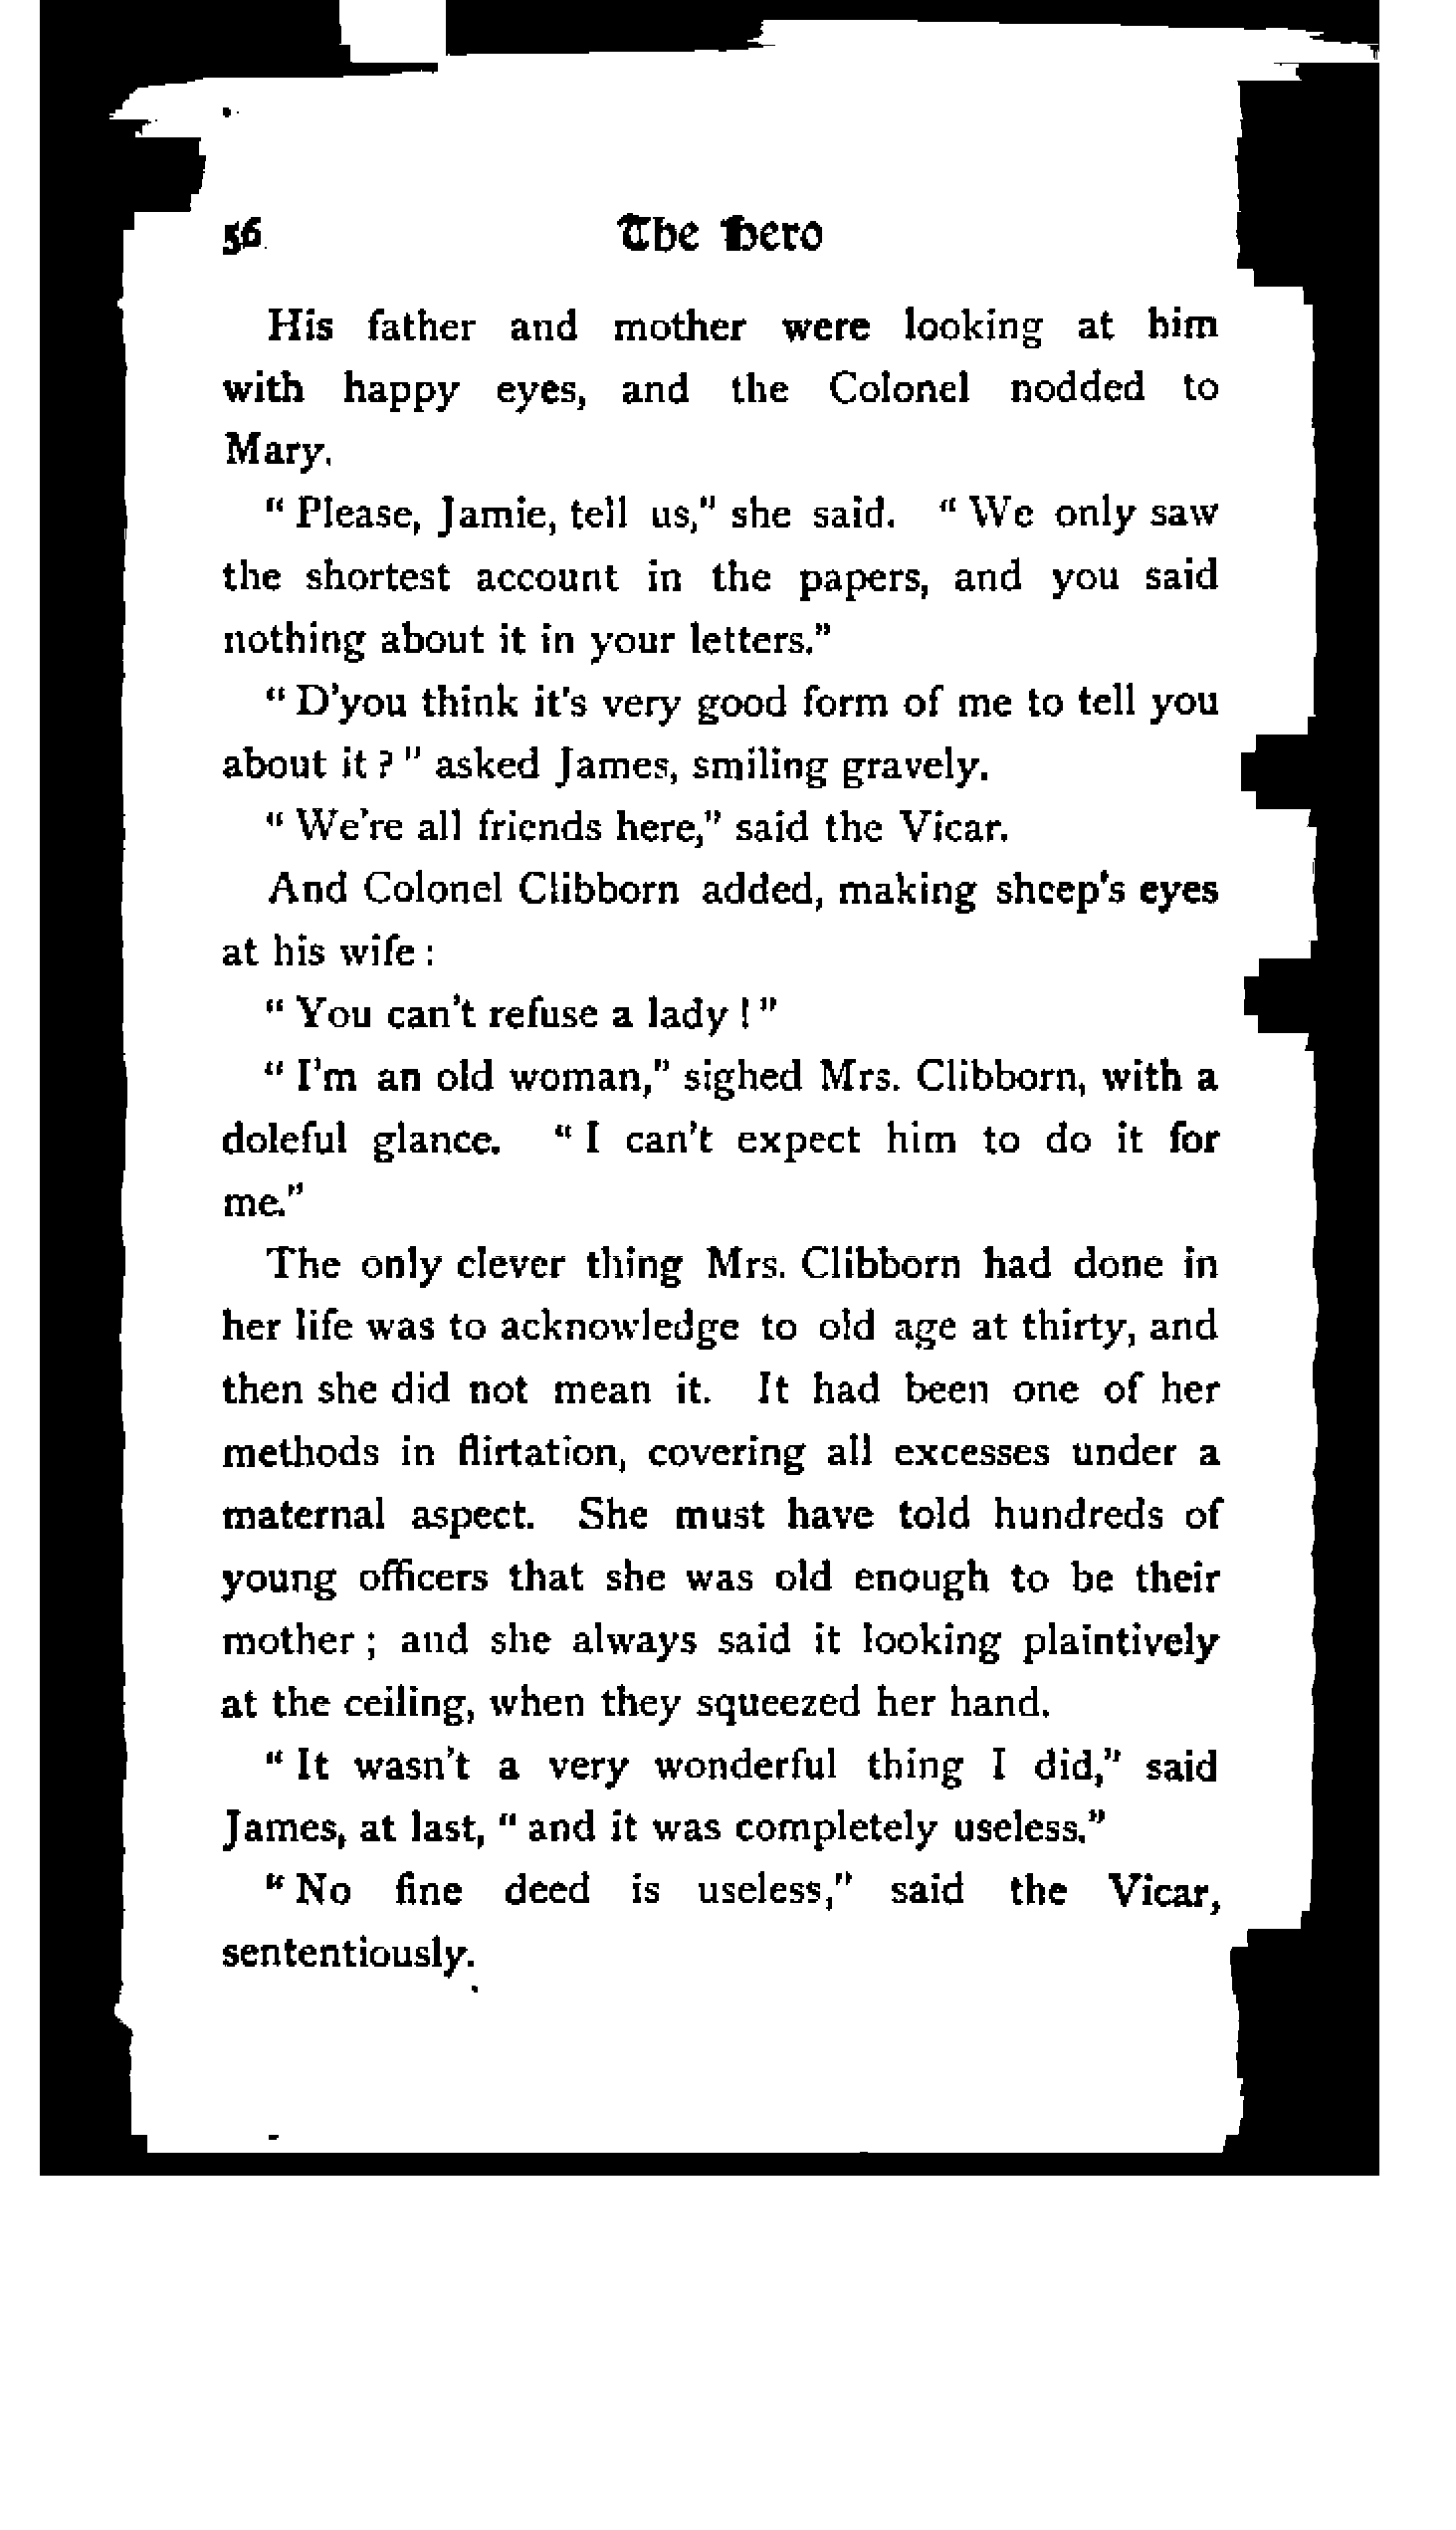 56 The Hero
His father and mother were looking at him
with happy eyes, and the Colonel nodded to
Mary.
“ Please, Jamie, tell us,” she said. “ We only saw
the shortest account in the papers, and you said
nothing about it in your letters.”
“ D’you think it's very good form of me to tell you
about it ? ” asked James, smiling gravely.
“ We’re all friends here,” said the Vicar.
And Colonel Clibborn added, making sheep's eyes
at his wife :
“ You can’t refuse a lady ! ”
“ I’m an old woman,” sighed Mrs. Clibborn, with a
doleful glance. “ I can’t expect him to do it for
me.”
The only clever thing Mrs. Clibborn had done in
her life was to acknowledge to old age at thirty, and
then she did not mean it. It had been one of her
methods in flirtation, covering all excesses under a
maternal aspect. She must have told hundreds of
young officers that she was old enough to be their
mother ; and she always said it looking plaintively
at the ceiling, when they squeezed her hand.
“ It wasn’t a very wonderful thing I did,” said
James, at last, “ and it was completely useless.”
“ No fine deed is useless,” said the Vicar,
sententiously.